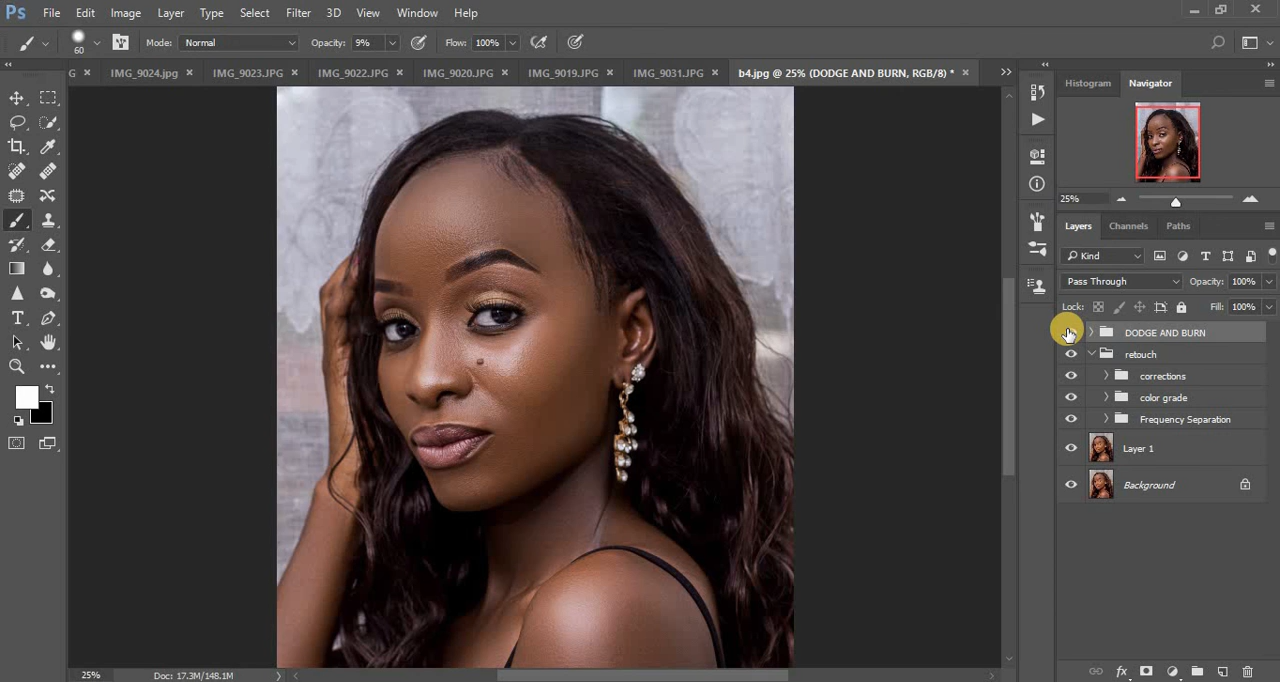 Ps File Edit Image Layer Type Select Filter 3D View Window Help
60 Mode: Normal Opacity: 9% Flow: 100%
G IMG_9024.jpg IMG_9023.JPG IMG_9022.JPG IMG_9020.JPG IMG_9019.JPG IMG_9031.JPG b4.jpg @ 25% (DODGE AND BURN, RGB/8) *
Histogram Navigator
25%
Layers Channels Paths
Kind
Pass Through Opacity: 100%
Lock: Fill: 100%
DODGE AND BURN
retouch
corrections
color grade
Frequency Separation
Layer 1
Background
25% Doc: 17.3M/148.1M